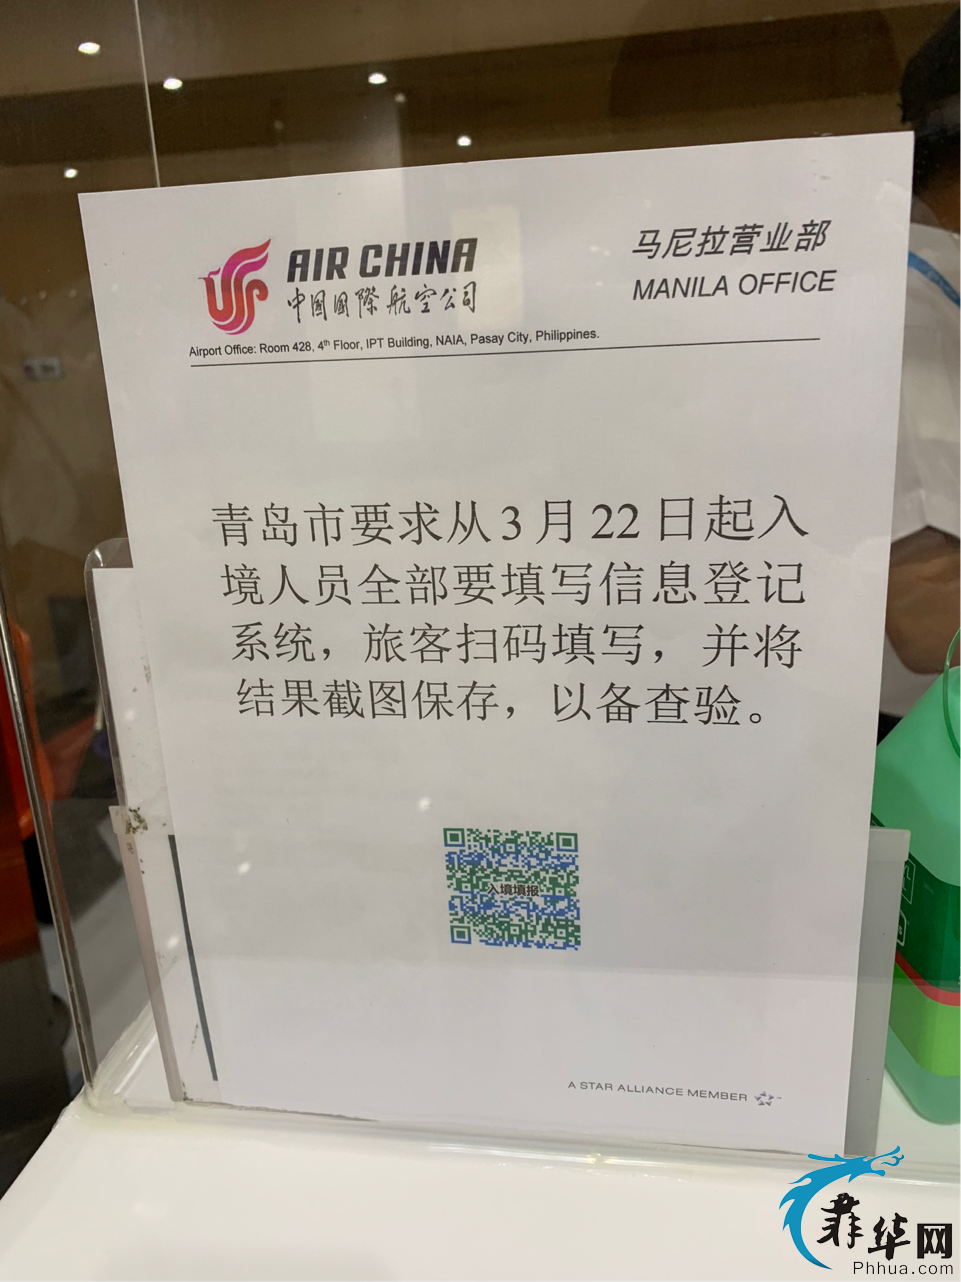 AIR CHINA
中国国際航空公司
马尼拉营业部
MANILA OFFICE
Airport Office: Room 428, 4th Floor, IPT Building, NAIA, Pasay City, Philippines.
青岛市要求从3月22日起入
境人员全部要填写信息登记
系统，旅客扫码填写，并将
结果截图保存，以备查验。
入境填报
A STAR ALLIANCE MEMBER
菲华网
Phhua.com